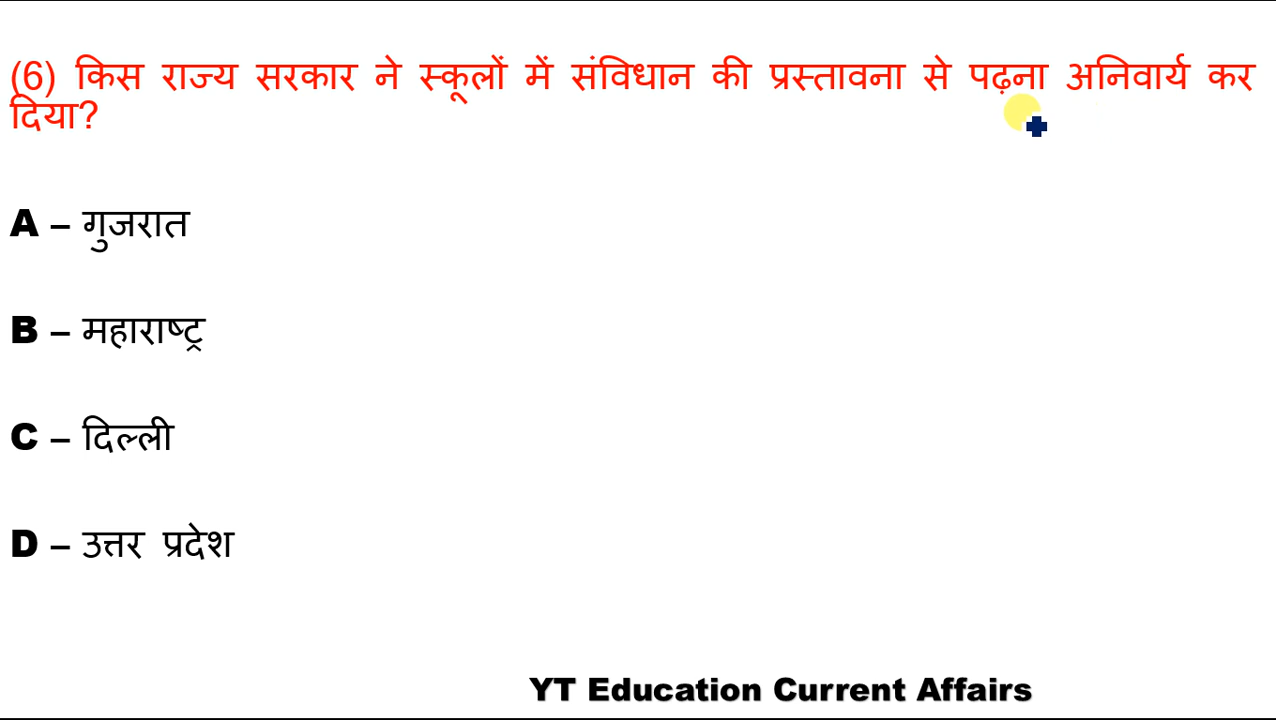 (6) किस राज्य सरकार ने स्कूलों में संविधान की प्रस्तावना से पढ़ना अनिवार्य कर
दिया?
A – गुजरात
B – महाराष्ट्र
C – दिल्ली
D – उत्तर प्रदेश
YT Education Current Affairs